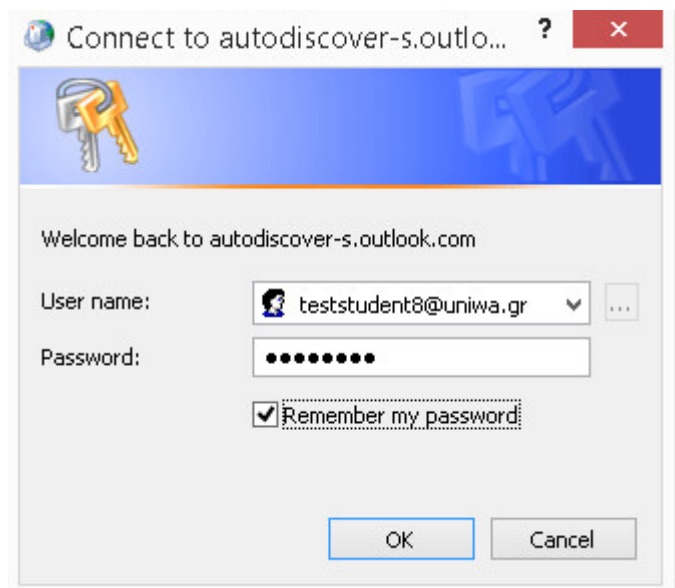 Connect to autodiscover-s.outlo... ? ×
Welcome back to autodiscover-s.outlook.com
User name: teststudent8@uniwa.gr ...
Password: ●●●●●●●●
Remember my password
OK Cancel